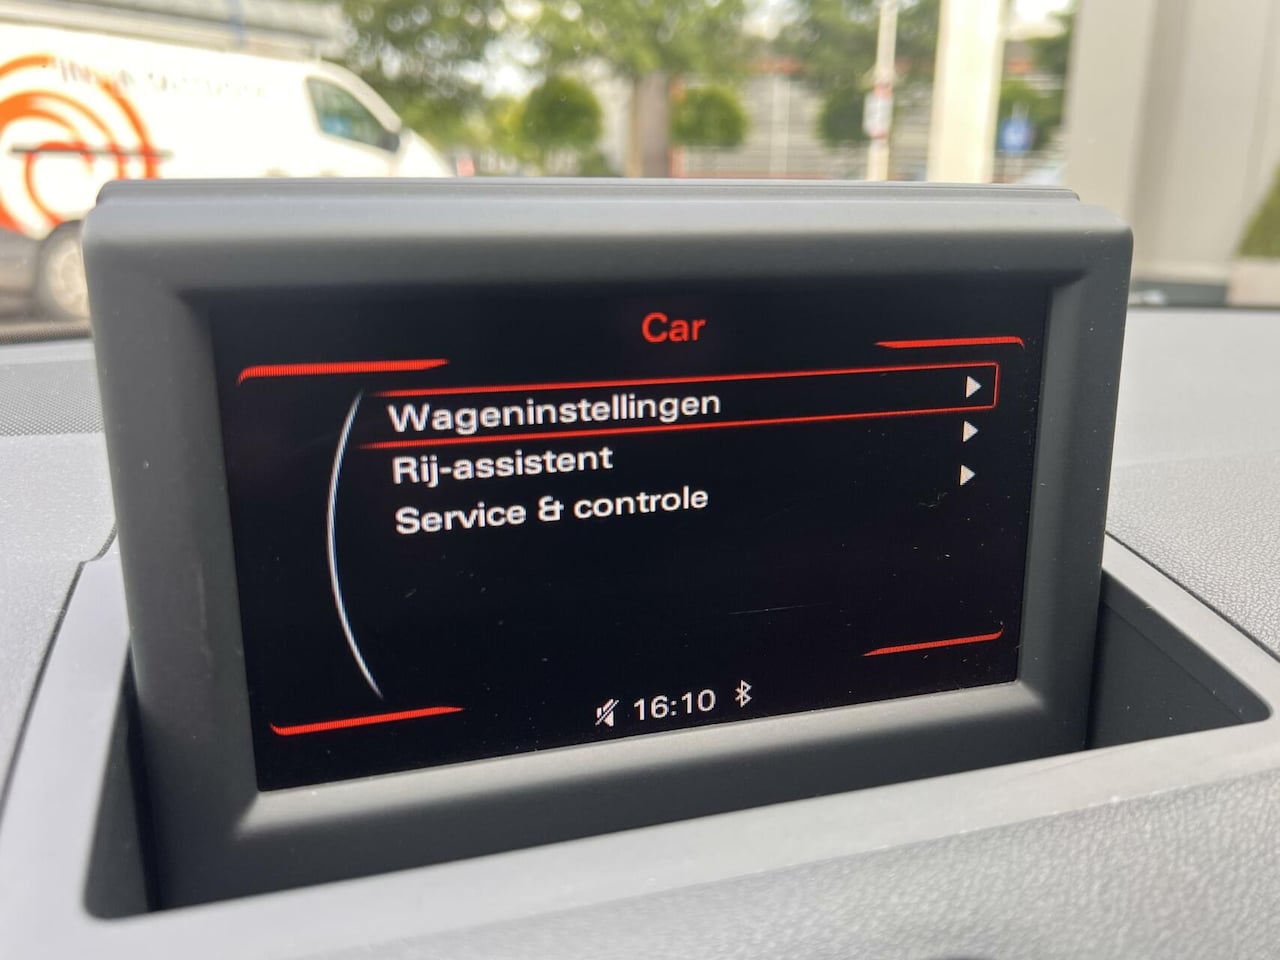 Car
Wageninstellingen
Rij-assistent
Service & controle
16:10